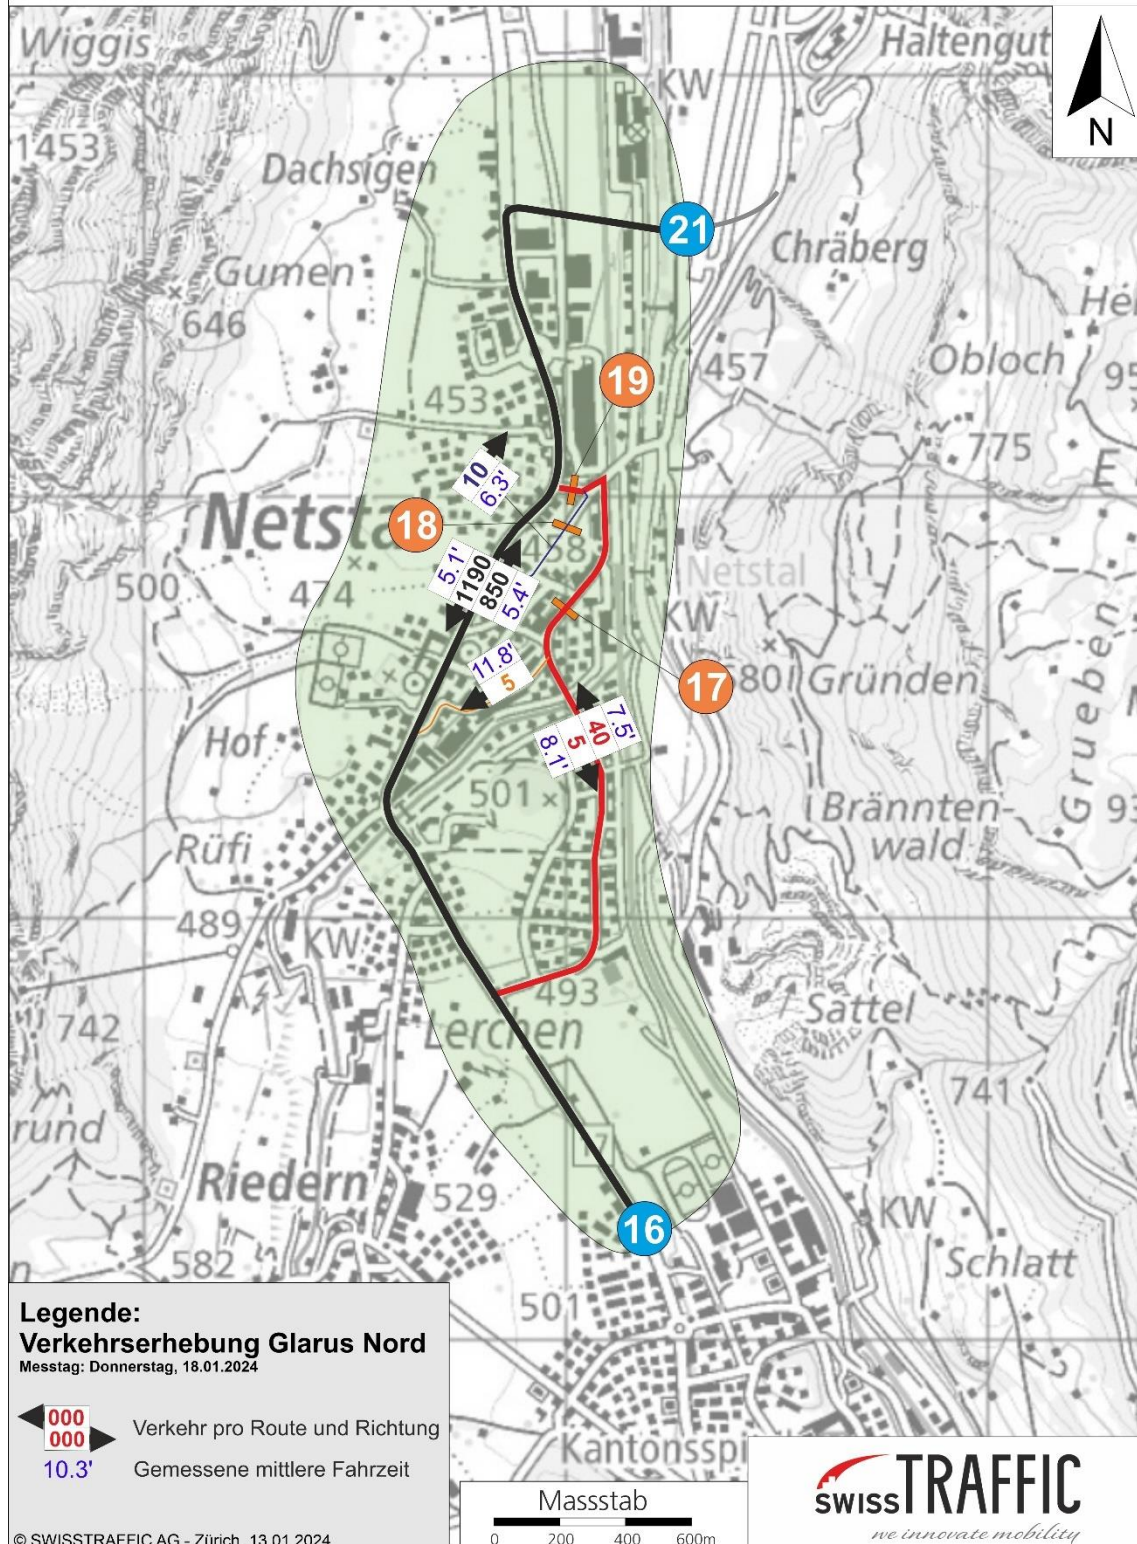 Wiggis
Haltengut
KW
1453
N
Dachsigen
21
Chräberg
Gumen
646
Obloch
457
19
453
95
775
10
6.3'
E
Netst
18
458
5.1'
1190
850
5.4'
500
474
Netstal
KW
11.8'
5
17
801
Gründen
Grueben
Hof
7.5'
40
5
8.1'
501
Bränntenwald
93
Rüfi
489
KW
493
Sattel
742
Lerchen
741
rund
Riedern
529
16
KW
582
Schlatt
501
Legende:
Verkehrserhebung Glarus Nord
Messtag: Donnerstag, 18.01.2024
000
000
Verkehr pro Route und Richtung
10.3'
Gemessene mittlere Fahrzeit
Kantonsspi
© SWISSTRAFFIC AG - Zürich, 13.01.2024
Massstab
0 200 400 600m
SWISSTRAFFIC
we innovate mobility